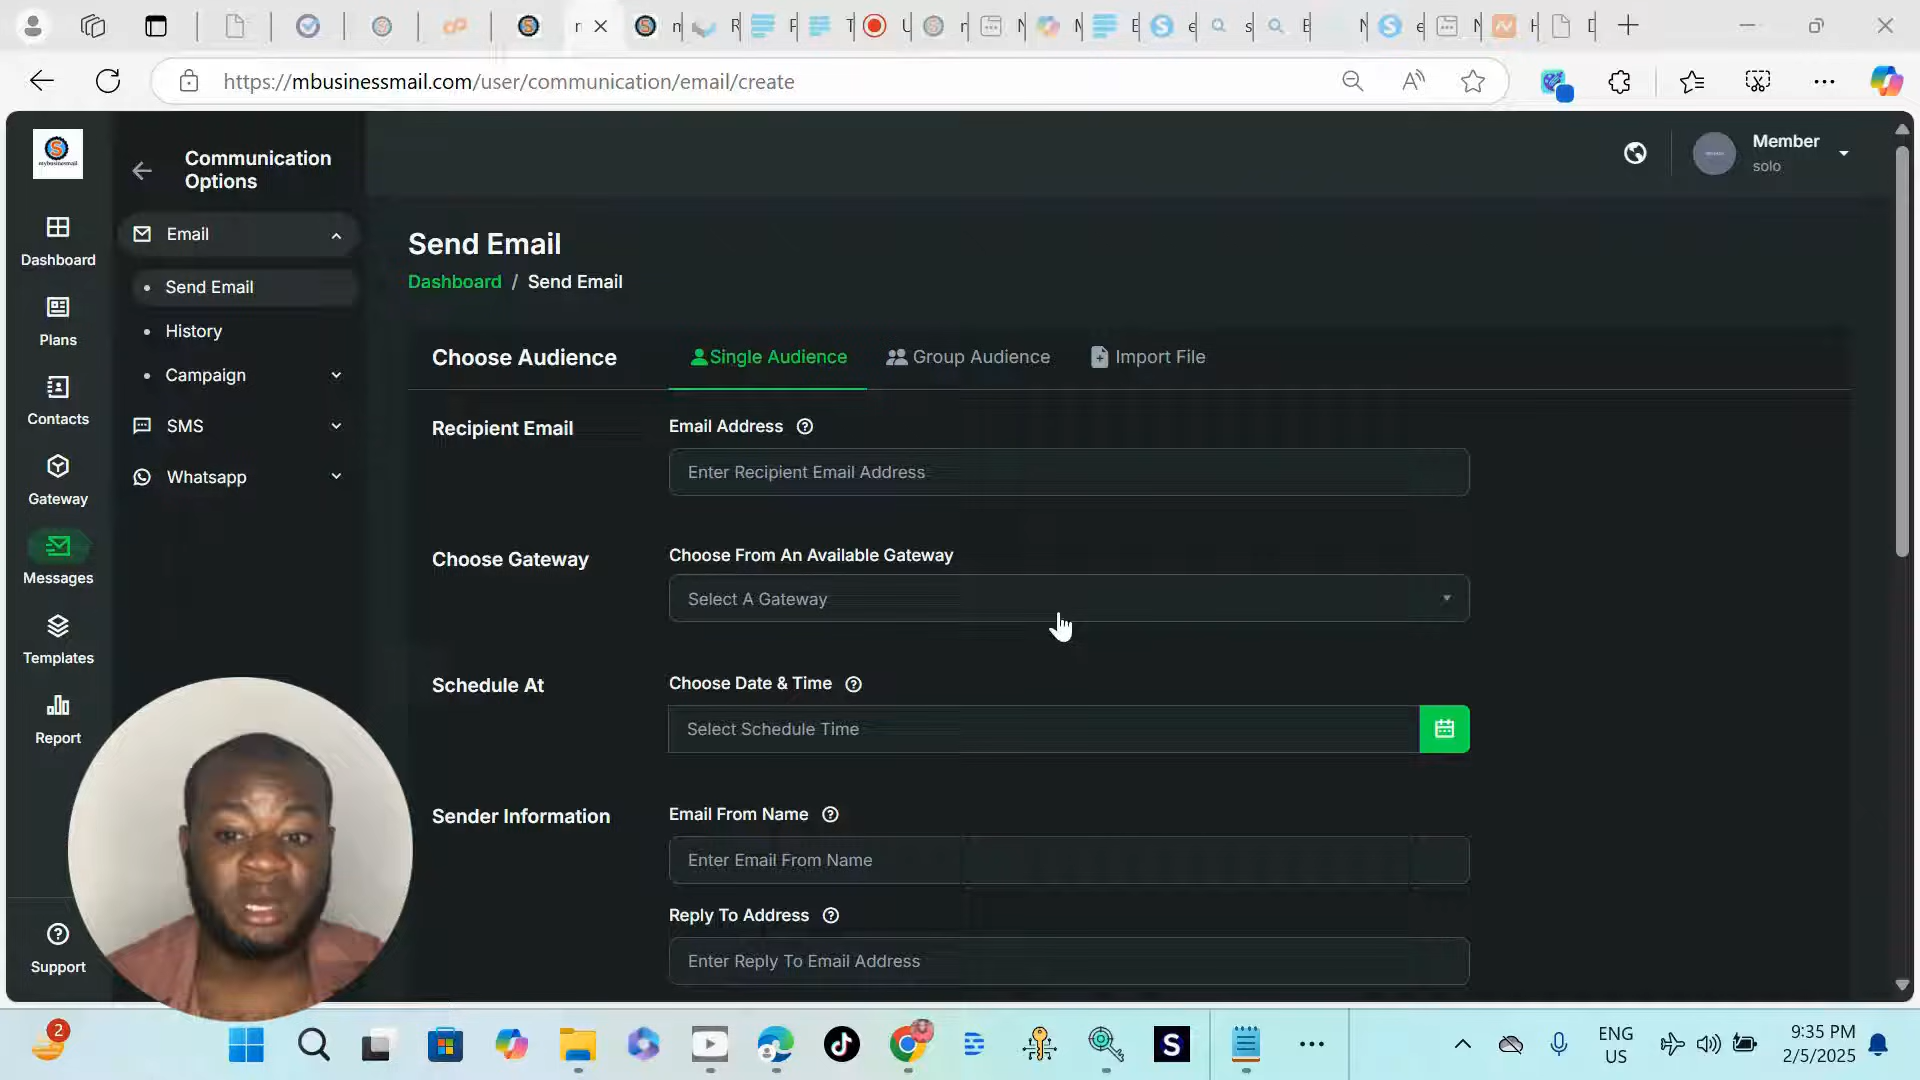 https://mbusinessmail.com/user/communication/email/create
Communication
Options
Email
Send Email
History
Campaign
SMS
Whatsapp
Dashboard
Plans
Contacts
Gateway
Messages
Templates
Report
Support
Member
solo
Send Email
Dashboard / Send Email
Choose Audience
Single Audience
Group Audience
Import File
Recipient Email
Email Address
Enter Recipient Email Address
Choose Gateway
Choose From An Available Gateway
Select A Gateway
Schedule At
Choose Date & Time
Select Schedule Time
Sender Information
Email From Name
Enter Email From Name
Reply To Address
Enter Reply To Email Address
2
ENG
US
9:35 PM
2/5/2025